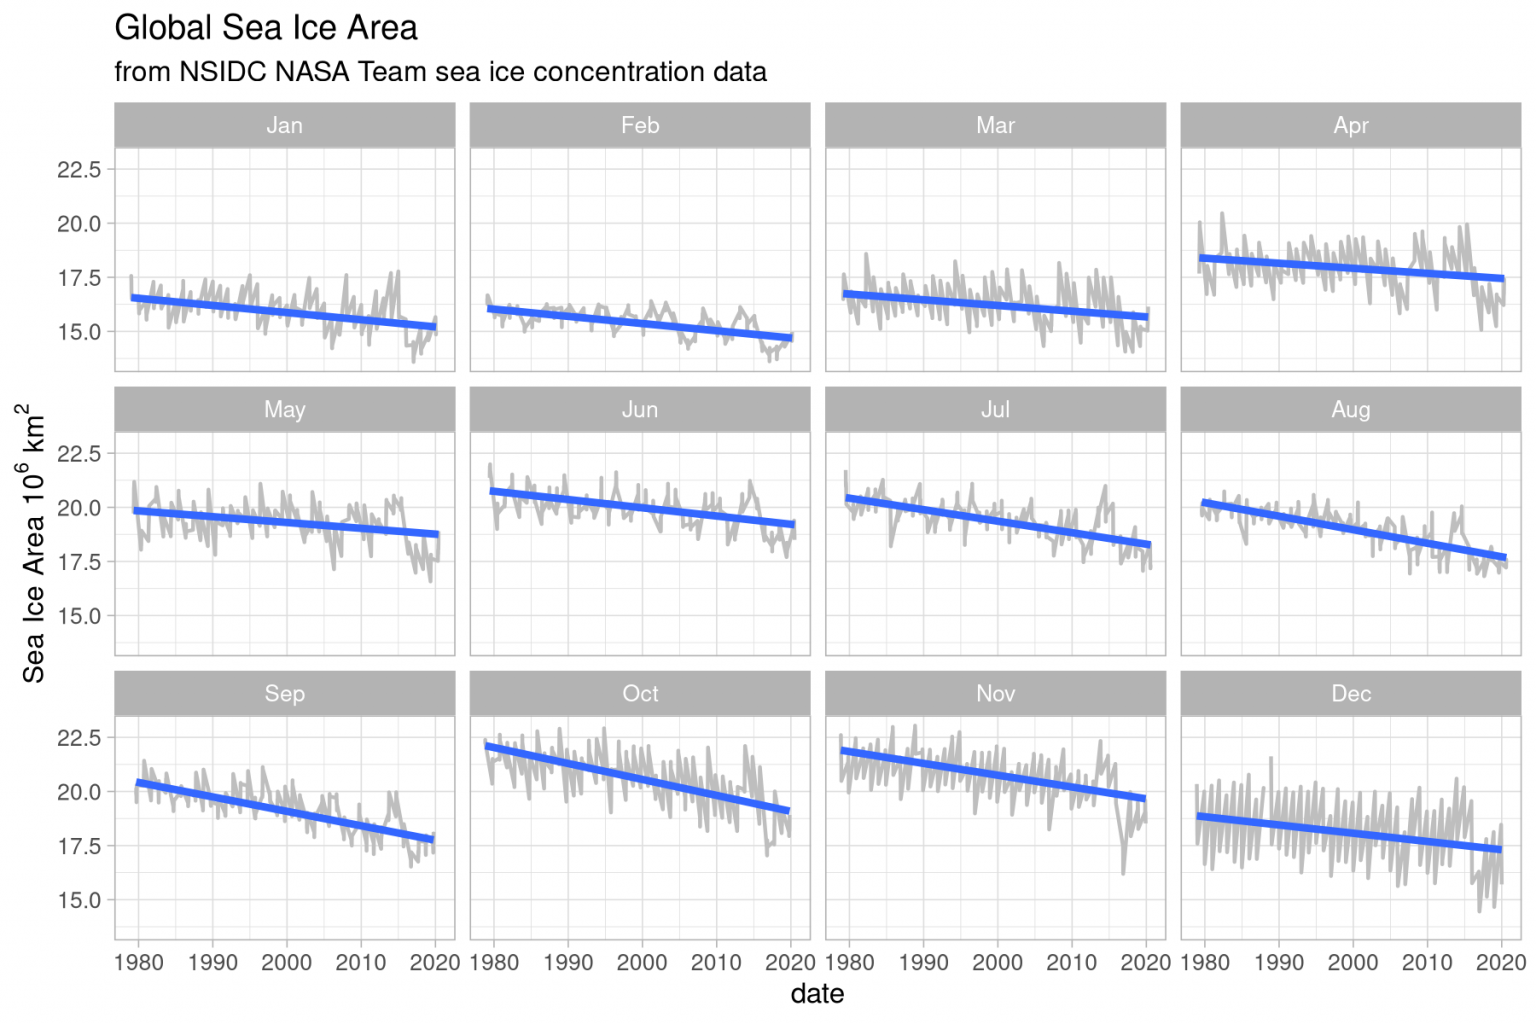 Global Sea Ice Area
from NSIDC NASA Team sea ice concentration data
Jan Feb Mar Apr
22.5
20.0
17.5
15.0
May Jun Jul Aug
22.5
20.0
17.5
15.0
Sea Ice Area 10⁶ km²
Sep Oct Nov Dec
22.5
20.0
17.5
15.0
1980 1990 2000 2010 2020 1980 1990 2000 2010 2020 1980 1990 2000 2010 2020 1980 1990 2000 2010 2020
date